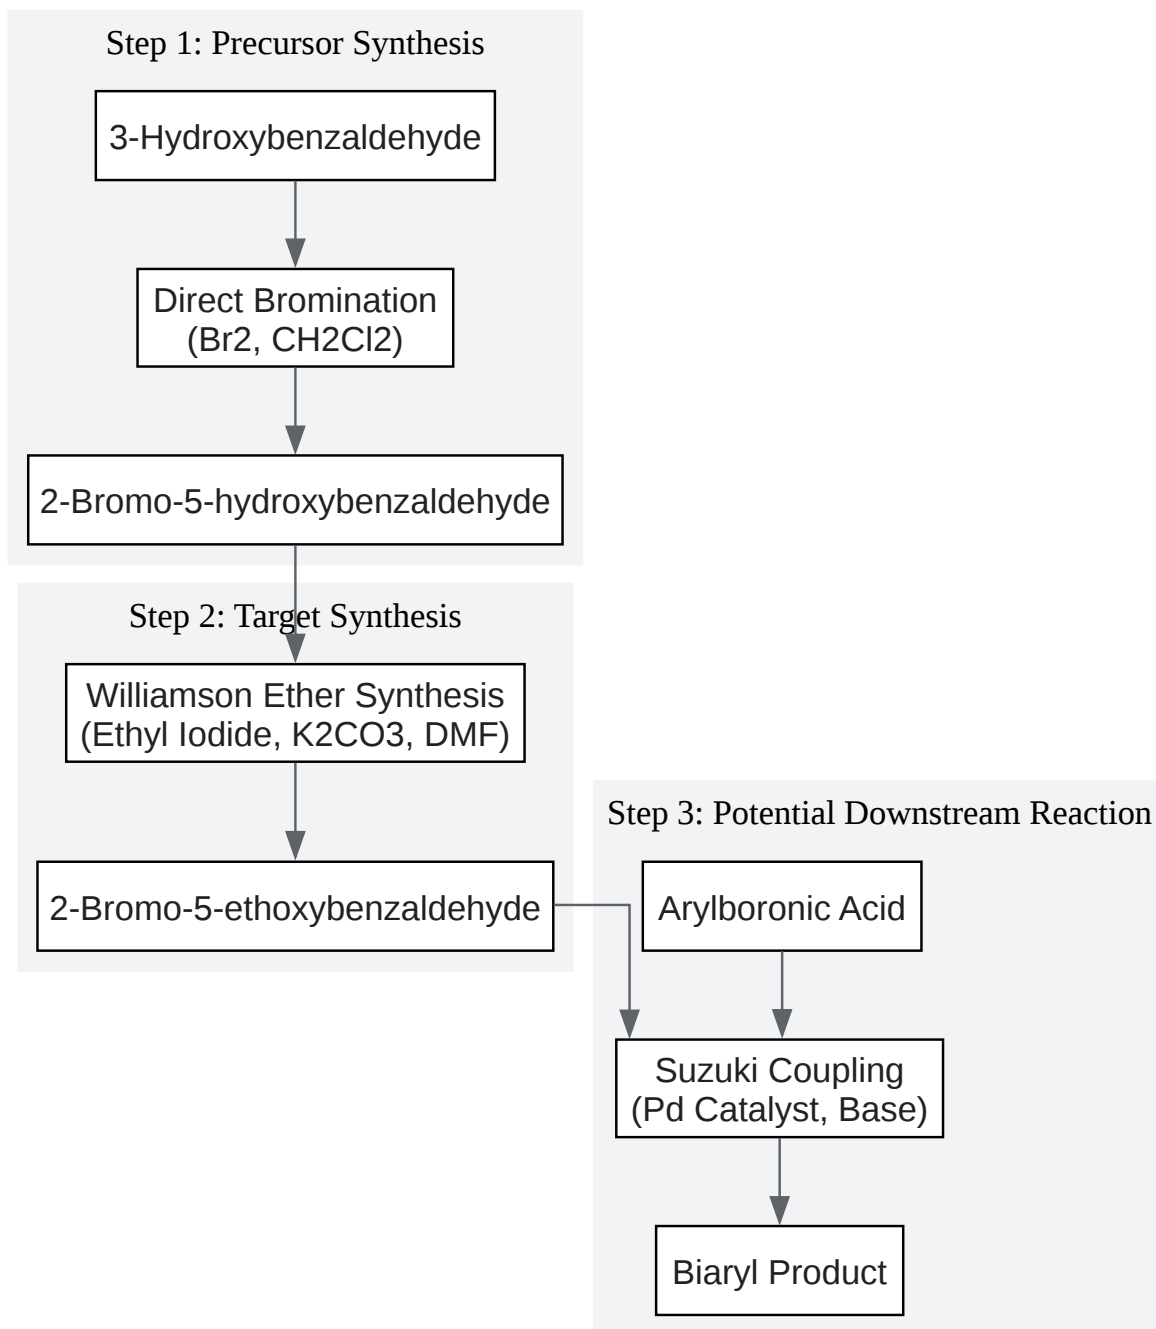 Step 1: Precursor Synthesis
3-Hydroxybenzaldehyde
Direct Bromination
(Br2, CH2Cl2)
2-Bromo-5-hydroxybenzaldehyde
Step 2: Target Synthesis
Williamson Ether Synthesis
(Ethyl Iodide, K2CO3, DMF)
2-Bromo-5-ethoxybenzaldehyde
Step 3: Potential Downstream Reaction
Arylboronic Acid
Suzuki Coupling
(Pd Catalyst, Base)
Biaryl Product